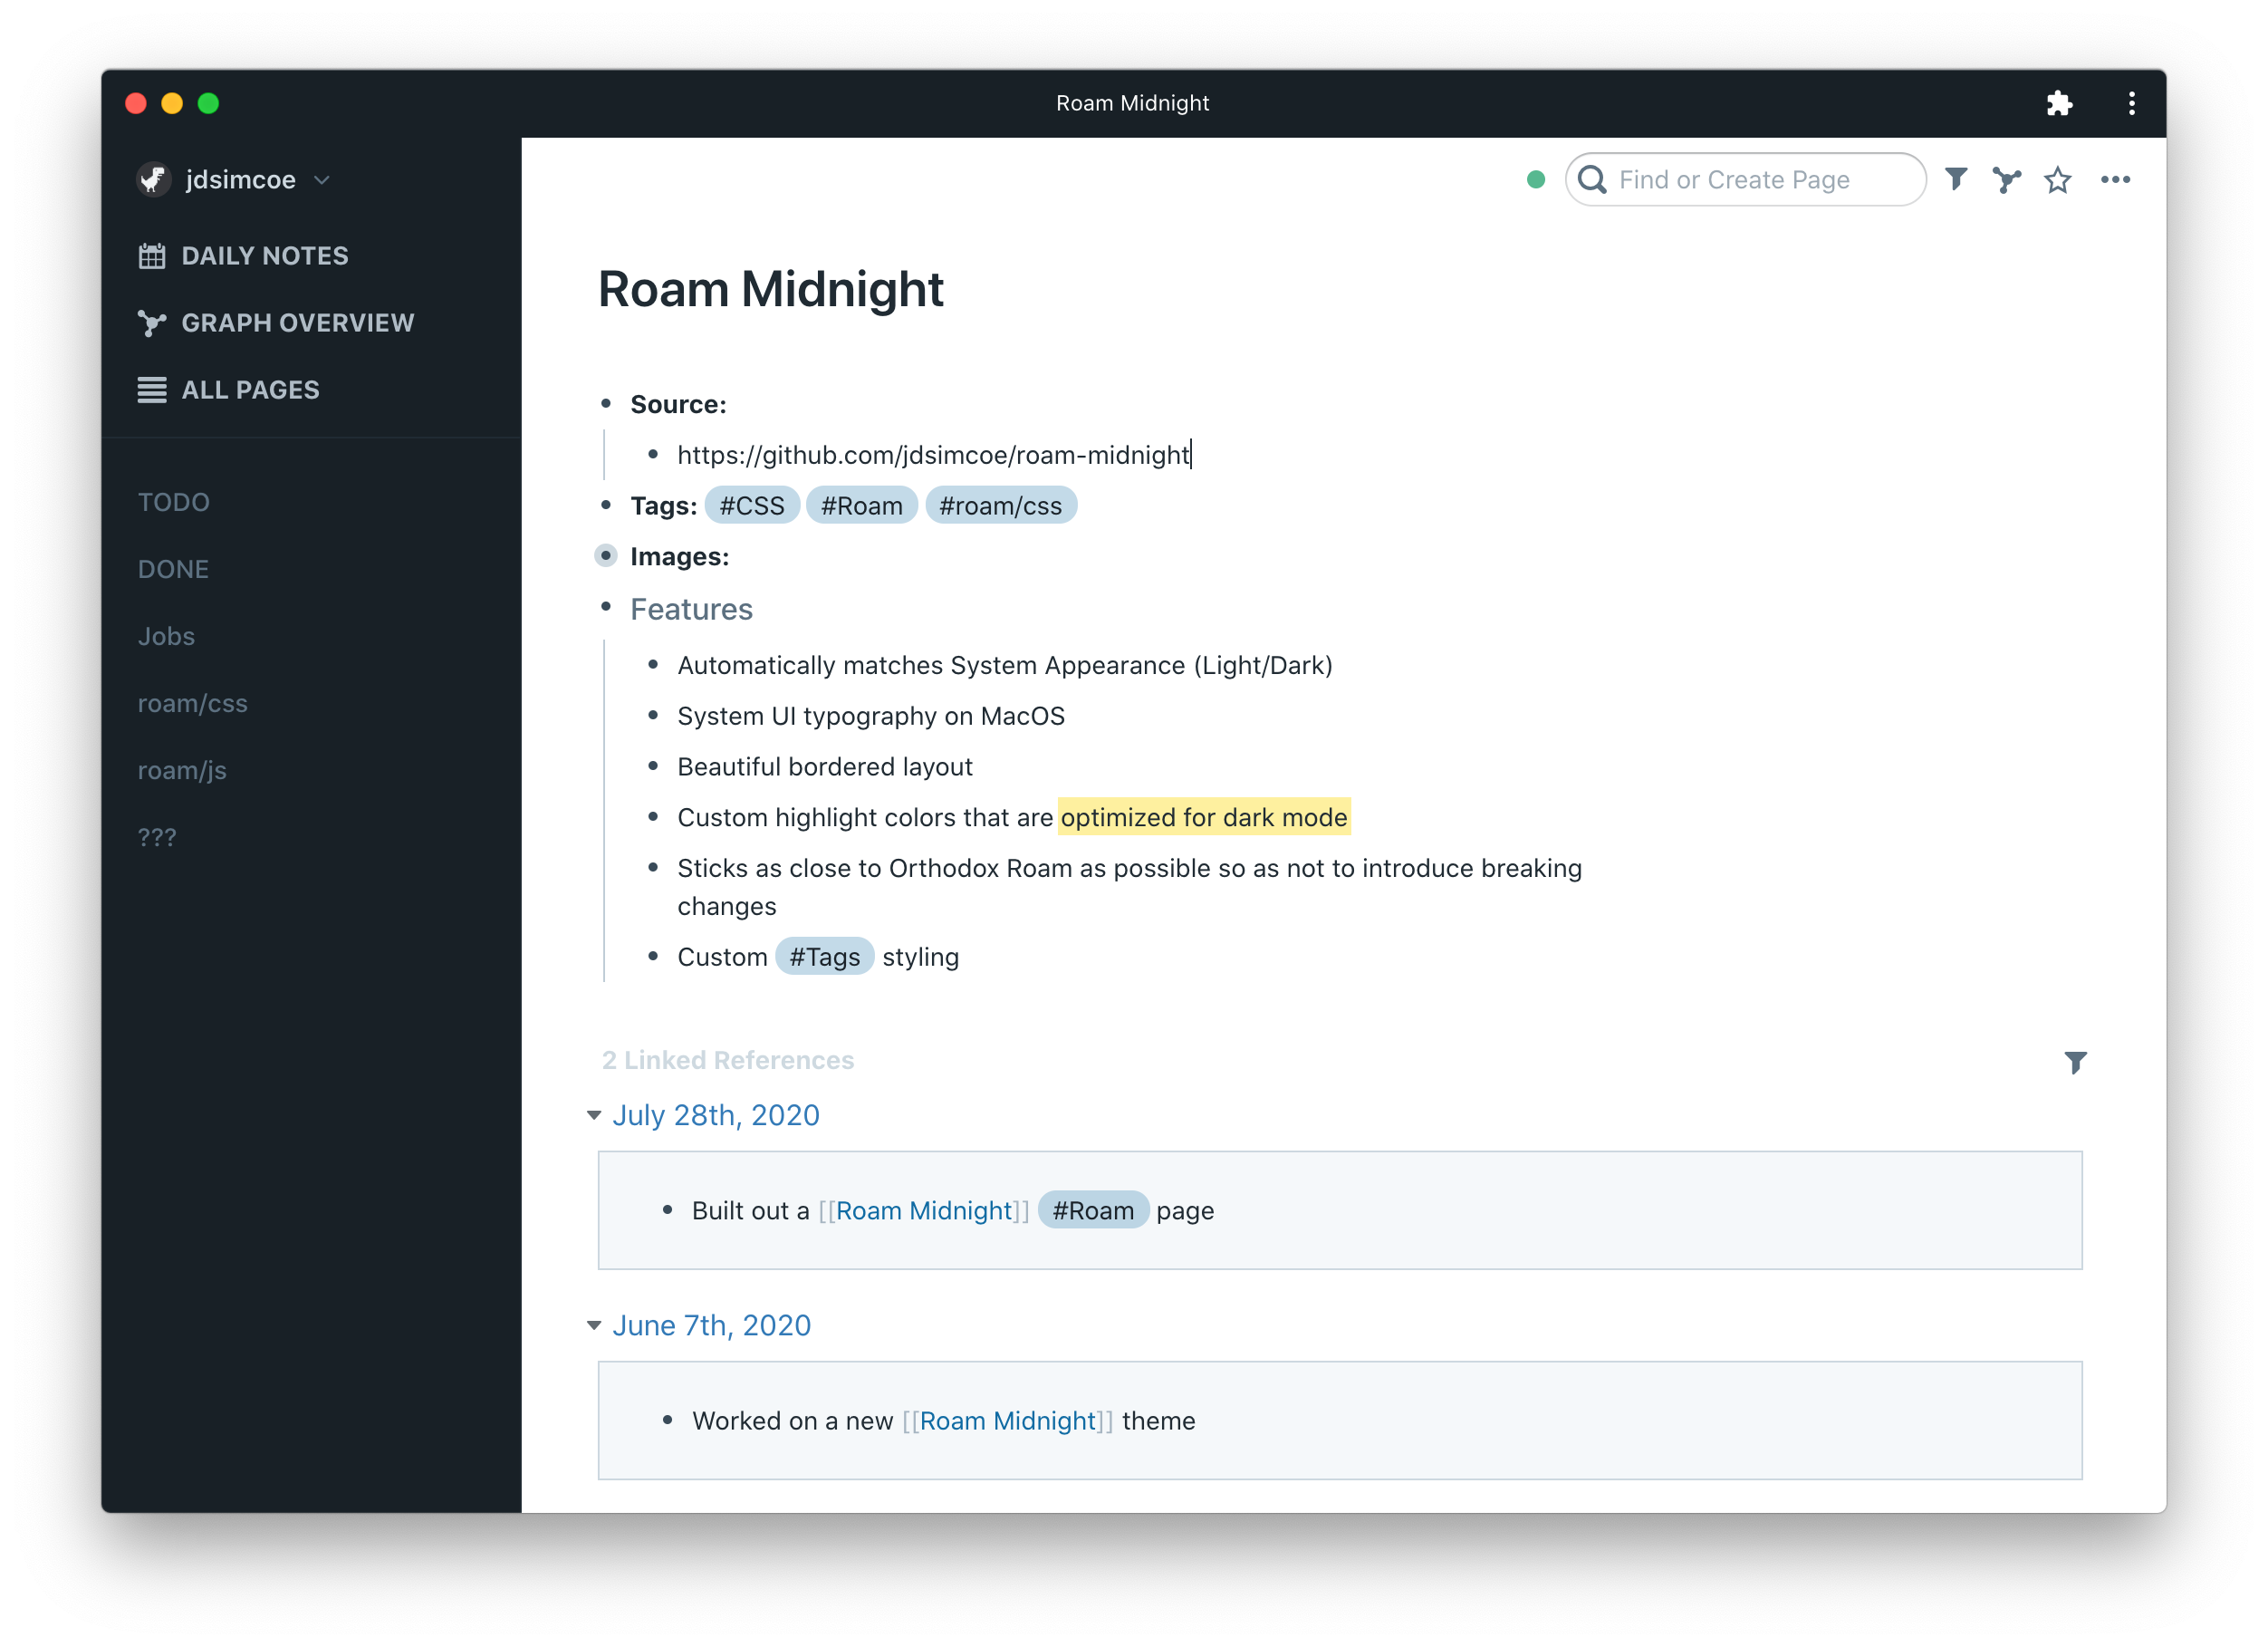 Roam Midnight
jdsimcoe
DAILY NOTES
GRAPH OVERVIEW
ALL PAGES
TODO
DONE
Jobs
roam/css
roam/js
???
Find or Create Page
Roam Midnight
Source:
https://github.com/jdsimcoe/roam-midnight
Tags: #CSS #Roam #roam/css
Images:
Features
Automatically matches System Appearance (Light/Dark)
System UI typography on MacOS
Beautiful bordered layout
Custom highlight colors that are optimized for dark mode
Sticks as close to Orthodox Roam as possible so as not to introduce breaking
changes
Custom #Tags styling
2 Linked References
July 28th, 2020
Built out a [[Roam Midnight]] #Roam page
June 7th, 2020
Worked on a new [[Roam Midnight]] theme